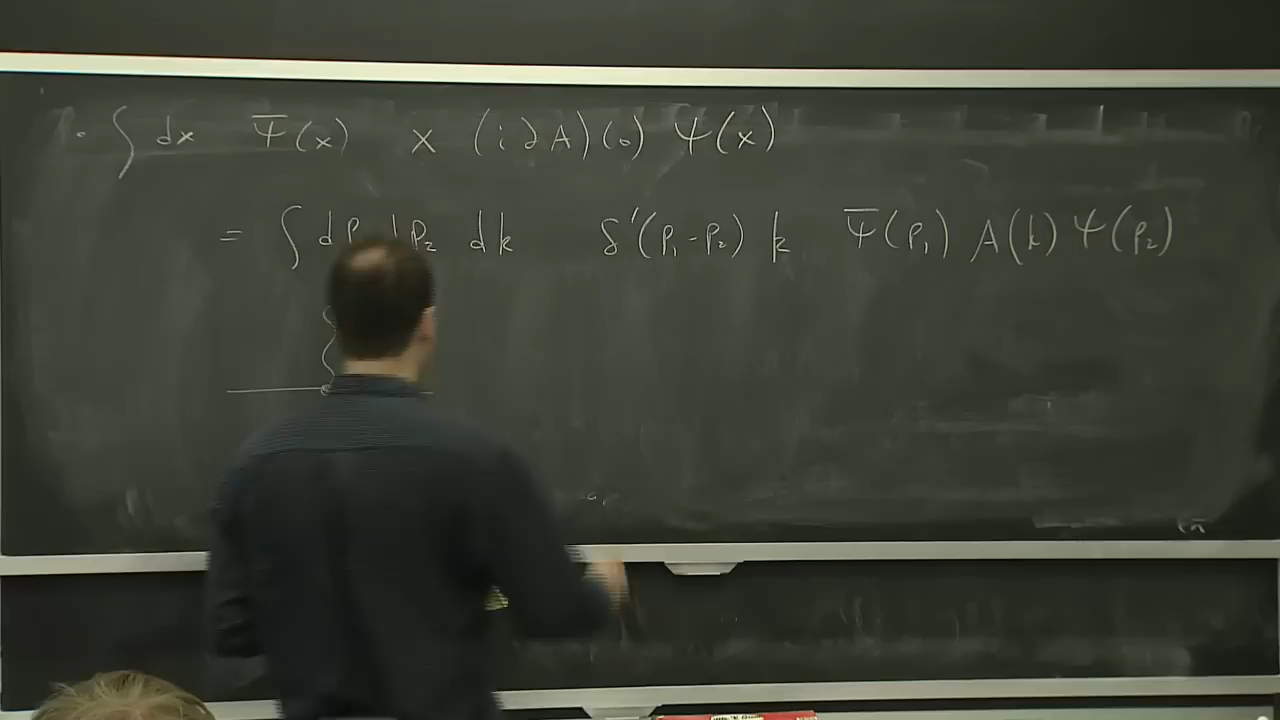 ∫ dx Ψ̄(x) x (i∂A)(0) Ψ(x)
= ∫ dp₁ dp₂ dk δ'(p₁-p₂) k Ψ̄(p₁) A(k) Ψ(p₂)